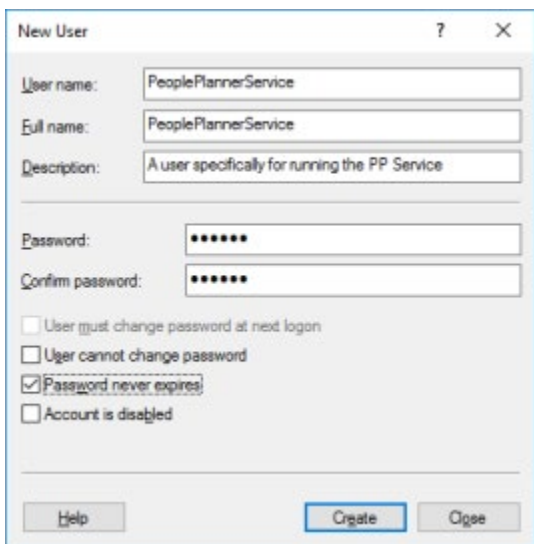 New User
User name: PeoplePlannerService
Full name: PeoplePlannerService
Description: A user specifically for running the PP Service
Password: ●●●●●●
Confirm password: ●●●●●●
User must change password at next logon
User cannot change password
Password never expires
Account is disabled
Help Create Close